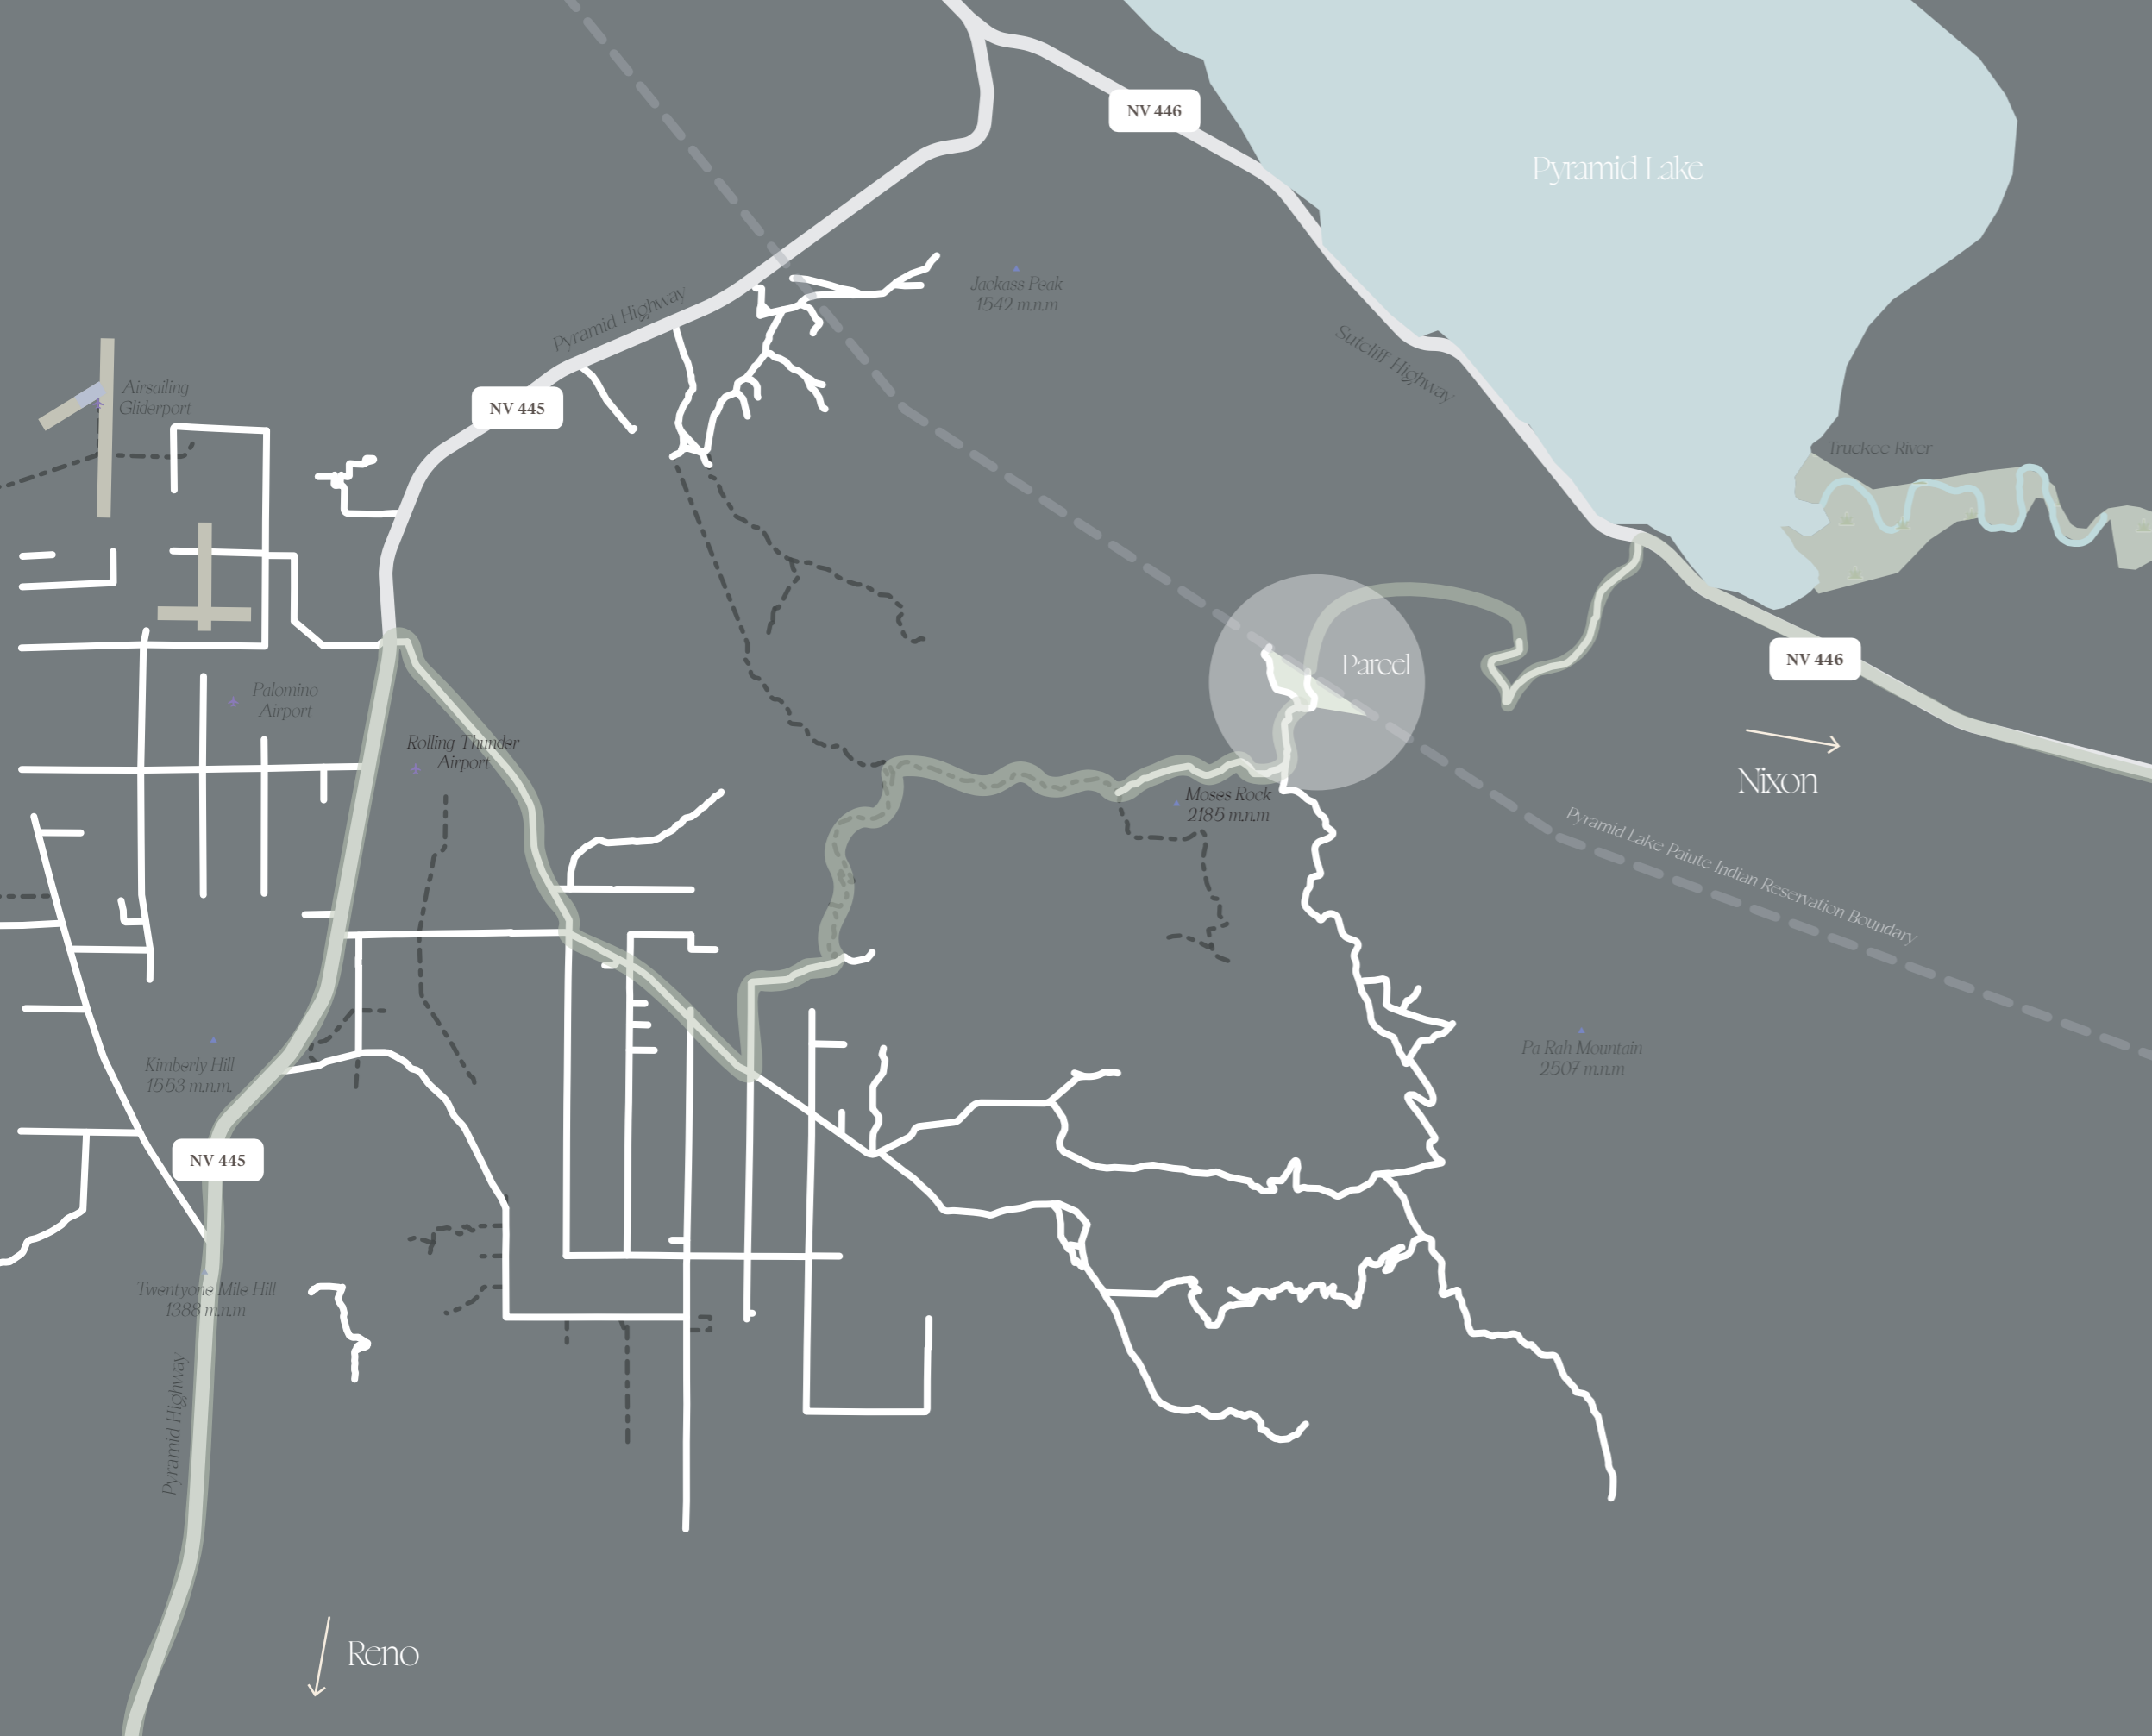 NV 446
Pyramid Lake
Jackass Peak
1542 m.n.m
Pyramid Highway
Sutcliff Highway
Airsailing
Gliderport
NV 445
Truckee River
Parcel
NV 446
Palomino
Airport
Rolling Thunder
Airport
Nixon
Moses Rock
2185 m.n.m
Pyramid Lake Paiute Indian Reservation Boundary
Kimberly Hill
1553 m.n.m.
Pa Rah Mountain
2507 m.n.m
NV 445
Twentyone Mile Hill
1388 m.n.m
Pyramid Highway
Reno